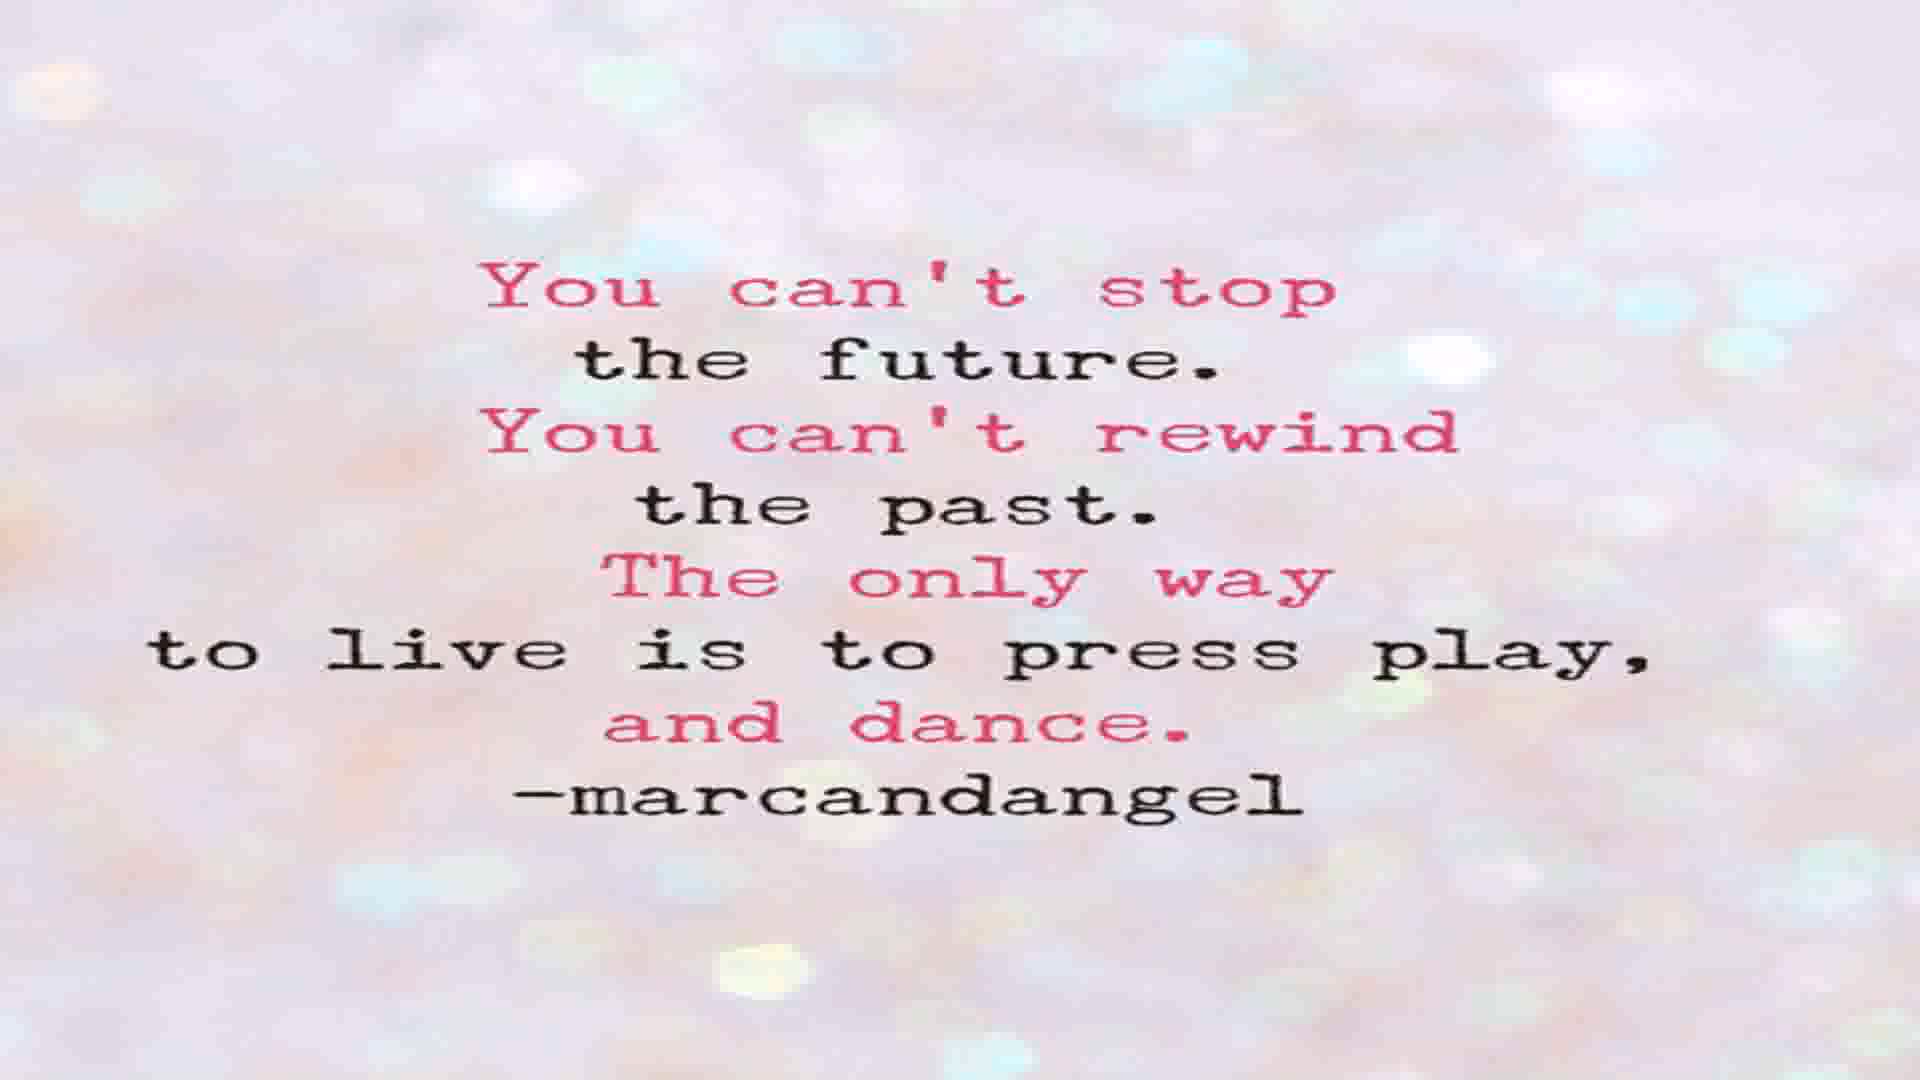 You can't stop
the future.
You can't rewind
the past.
The only way
to live is to press play,
and dance.
-marcandangel